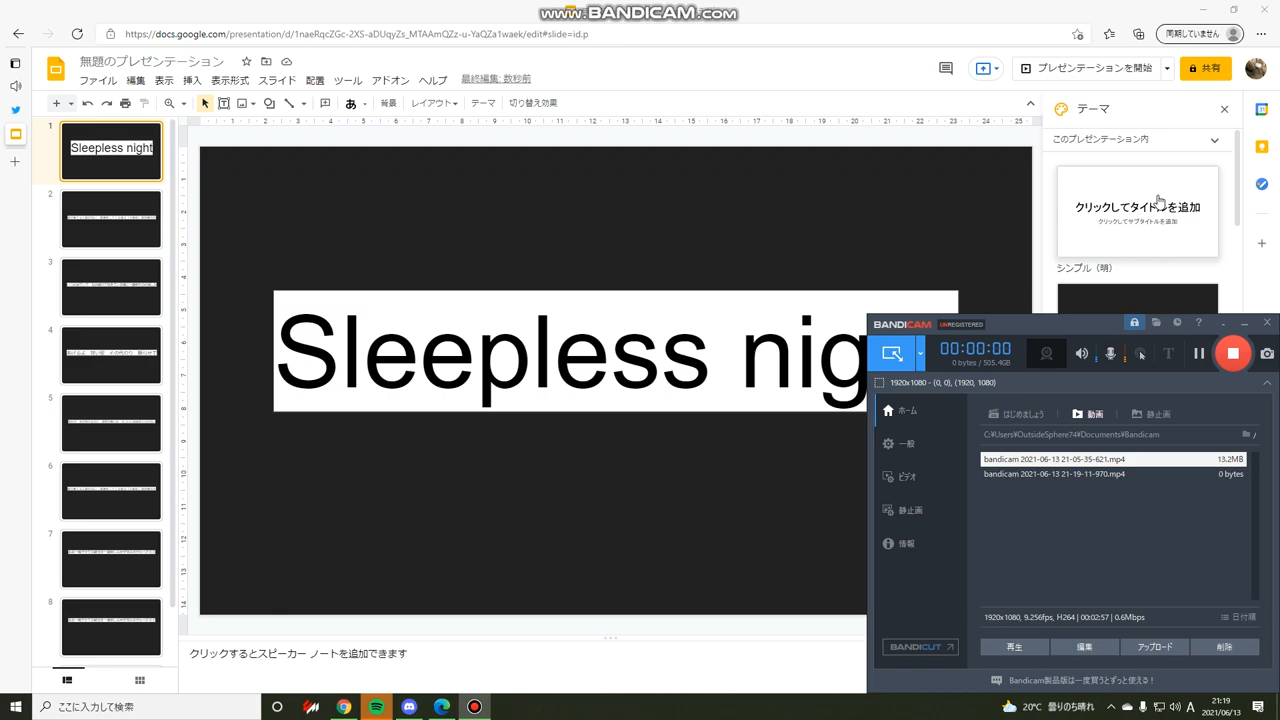 www.BANDICAM.com
https://docs.google.com/presentation/d/1naeRqcZGc-2XS-aDUqyZs_MTAAmQZz-u-YaQZa1waek/edit#slide=id.p
同期していません
無題のプレゼンテーション
ファイル 編集 表示 挿入 表示形式 スライド 配置 ツール アドオン ヘルプ 最終編集: 数秒前
プレゼンテーションを開始
共有
あ 背景 レイアウト テーマ 切り替え効果
テーマ
このプレゼンテーション内
クリックしてタイトルを追加
クリックしてサブタイトルを追加
シンプル（明）
1 Sleepless night
2
3
4
5
6
7
8
Sleepless nig
クリックするとスピーカー ノートを追加できます
BANDICAM UNREGISTERED
00:00:00
0 bytes / 505.4GB
1920x1080 - (0, 0), (1920, 1080)
ホーム
一般
ビデオ
静止画
情報
はじめましょう 動画 静止画
C:¥Users¥OutsideSphere74¥Documents¥Bandicam
bandicam 2021-06-13 21-05-35-621.mp4 13.2MB
bandicam 2021-06-13 21-19-11-970.mp4 0 bytes
1920x1080, 9.256fps, H264 | 00:02:57 | 0.6Mbps 日付順
BANDICUT
再生 編集 アップロード 削除
Bandicam製品版は一度買うとずっと使える！
ここに入力して検索
20°C 曇りのち晴れ
A
21:19
2021/06/13